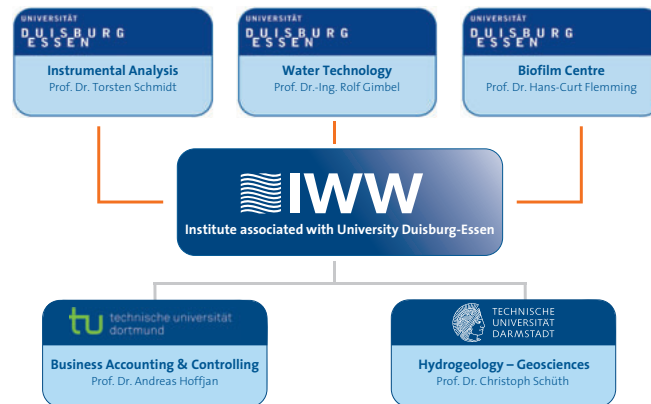 UNIVERSITÄT
DUISBURG
ESSEN
Instrumental Analysis
Prof. Dr. Torsten Schmidt
UNIVERSITÄT
DUISBURG
ESSEN
Water Technology
Prof. Dr.-Ing. Rolf Gimbel
UNIVERSITÄT
DUISBURG
ESSEN
Biofilm Centre
Prof. Dr. Hans-Curt Flemming
IWW
Institute associated with University Duisburg-Essen
tu technische universität
dortmund
Business Accounting & Controlling
Prof. Dr. Andreas Hoffjan
TECHNISCHE
UNIVERSITÄT
DARMSTADT
Hydrogeology – Geosciences
Prof. Dr. Christoph Schüth